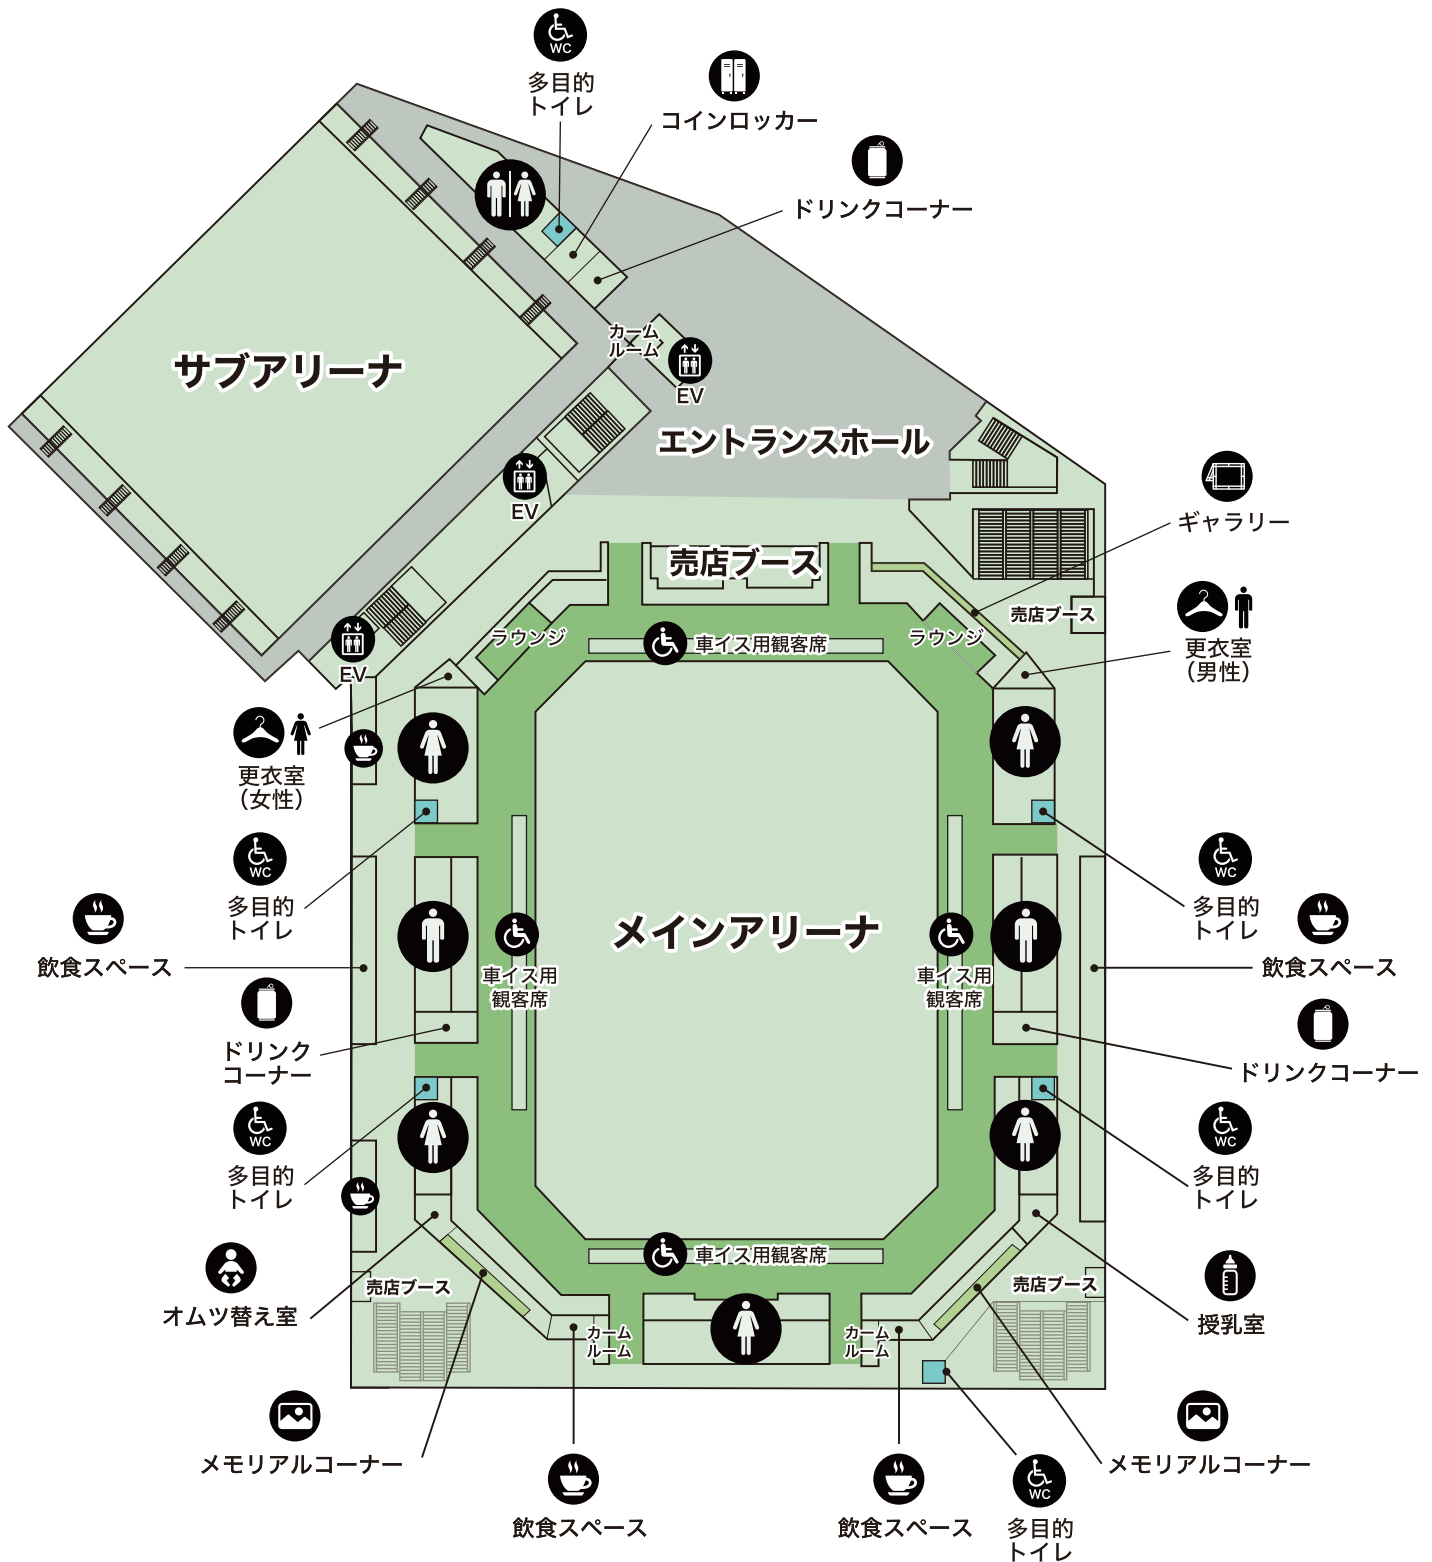 WC
多目的
トイレ
コインロッカー
ドリンクコーナー
カーム
ルーム
サブアリーナ
EV
エントランスホール
EV
ギャラリー
売店ブース
売店ブース
ラウンジ
車イス用観客席
ラウンジ
更衣室
(男性)
EV
更衣室
(女性)
WC
多目的
トイレ
WC
多目的
トイレ
メインアリーナ
飲食スペース
飲食スペース
車イス用
観客席
車イス用
観客席
ドリンク
コーナー
ドリンクコーナー
WC
多目的
トイレ
WC
多目的
トイレ
車イス用観客席
売店ブース
売店ブース
オムツ替え室
授乳室
カーム
ルーム
カーム
ルーム
メモリアルコーナー
メモリアルコーナー
飲食スペース
飲食スペース
WC
多目的
トイレ